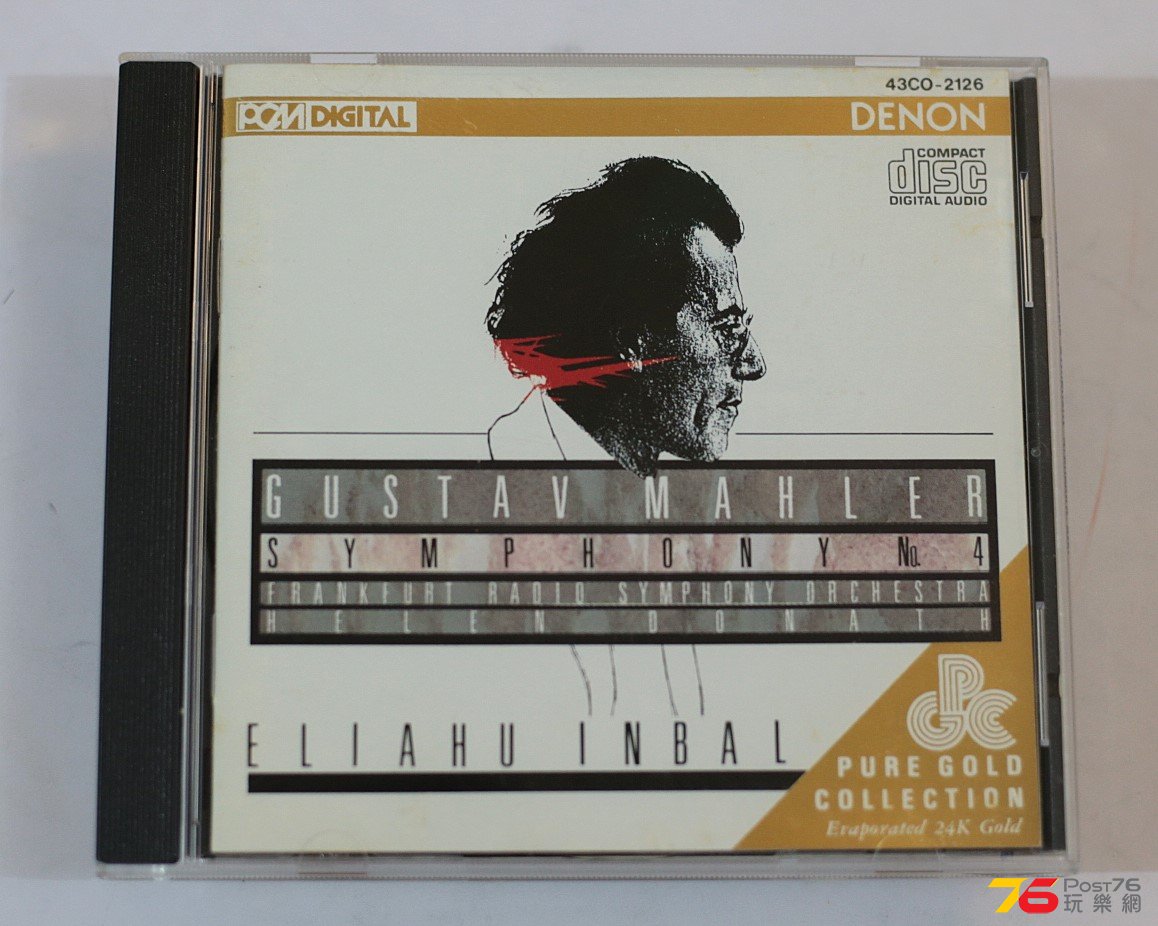 43CO-2126
PCM DIGITAL
DENON
COMPACT
disc
DIGITAL AUDIO
GUSTAV MAHLER
SYMPHONY No. 4
FRANKFURT RADIO SYMPHONY ORCHESTRA
HELEN DONATH
ELIAHU INBAL
PGC
PURE GOLD
COLLECTION
Evaporated 24K Gold
76 POST76
玩樂網